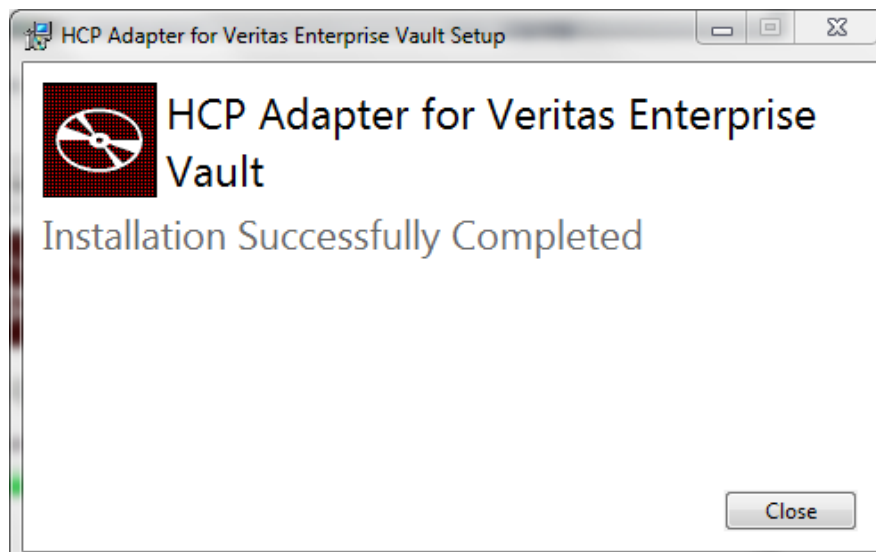 HCP Adapter for Veritas Enterprise Vault Setup
HCP Adapter for Veritas Enterprise
Vault
Installation Successfully Completed
Close